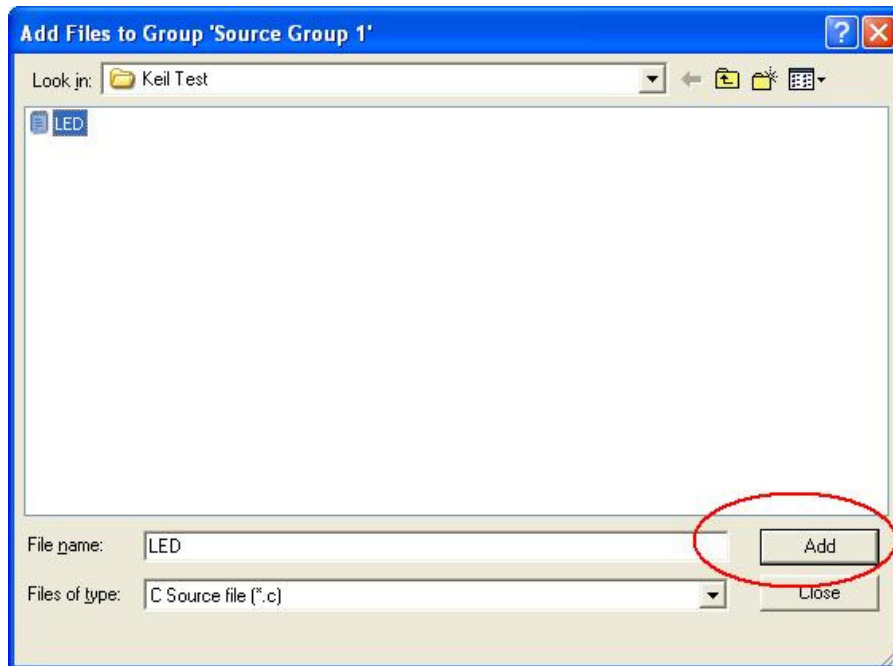 Add Files to Group 'Source Group 1'
Look in: Keil Test
LED
File name: LED Add
Files of type: C Source file (*.c) Close